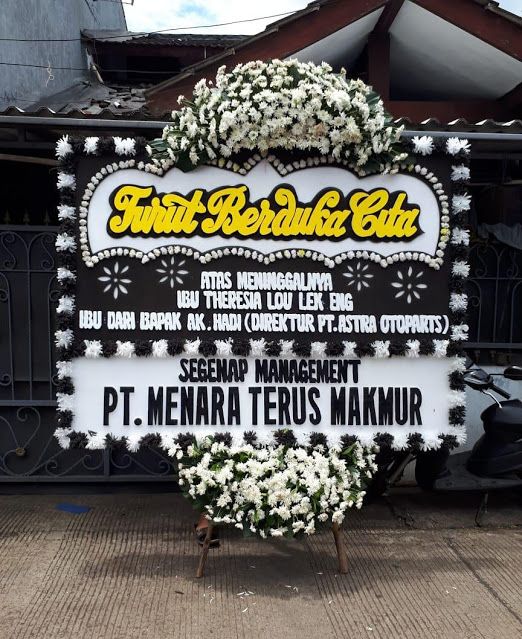 Turut Berduka Cita
ATAS MENINGGALNYA
IBU THERESIA LOU LEK ENG
IBU DARI BAPAK AK. HADI (DIREKTUR PT. ASTRA OTOPARTS)
SEGENAP MANAGEMENT
PT. MENARA TERUS MAKMUR